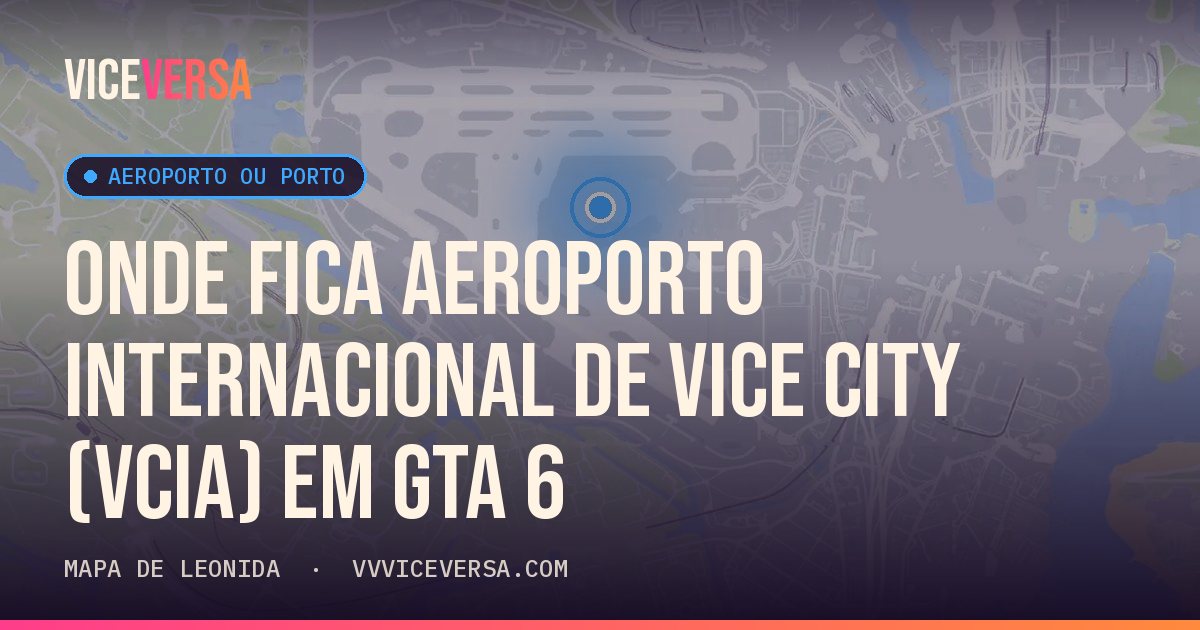 VICEVERSA
AEROPORTO OU PORTO
ONDE FICA AEROPORTO
INTERNACIONAL DE VICE CITY
(VCIA) EM GTA 6
MAPA DE LEONIDA · VVVICEVERSA.COM